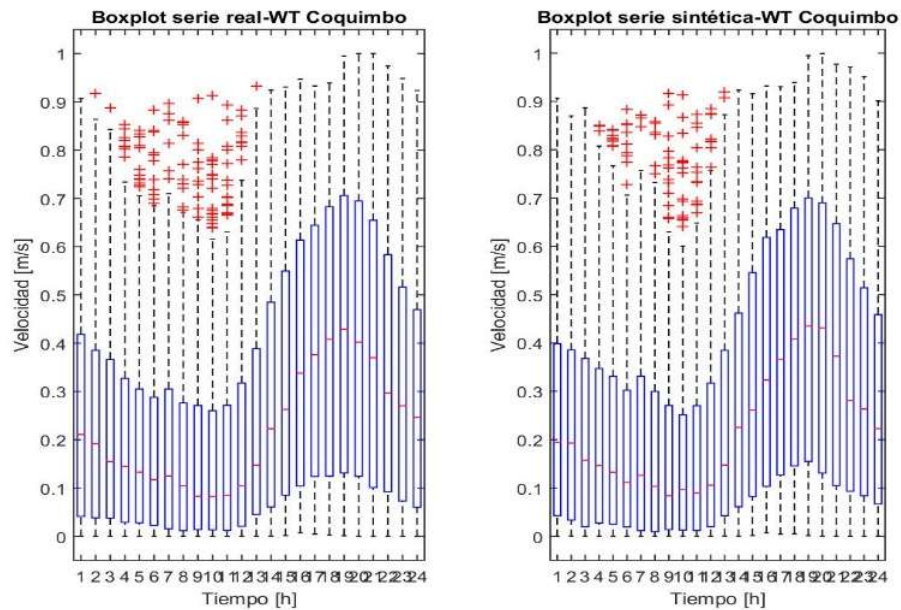 Boxplot serie real-WT Coquimbo
Velocidad [m/s]
1
0.9
0.8
0.7
0.6
0.5
0.4
0.3
0.2
0.1
0
1 2 3 4 5 6 7 8 9 10 11 12 13 14 15 16 17 18 19 20 21 22 23 24
Tiempo [h]
Boxplot serie sintética-WT Coquimbo
Velocidad [m/s]
1
0.9
0.8
0.7
0.6
0.5
0.4
0.3
0.2
0.1
0
1 2 3 4 5 6 7 8 9 10 11 12 13 14 15 16 17 18 19 20 21 22 23 24
Tiempo [h]